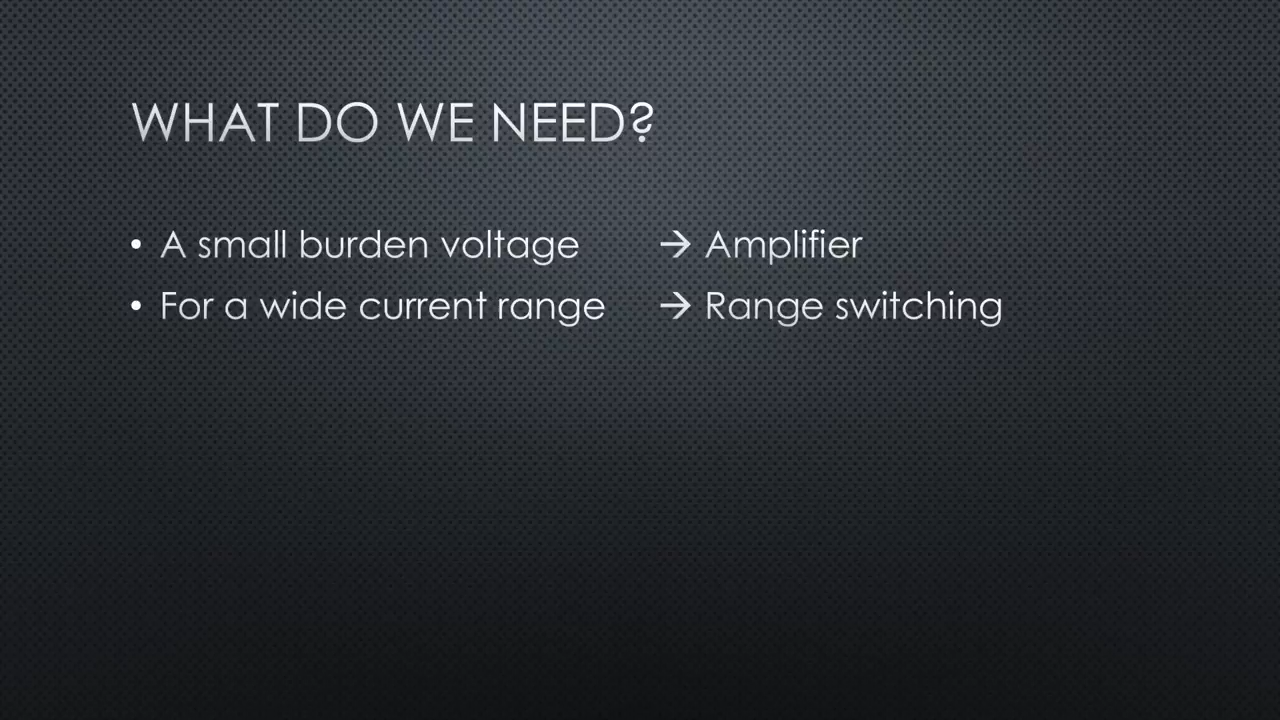 WHAT DO WE NEED?
• A small burden voltage → Amplifier
• For a wide current range → Range switching